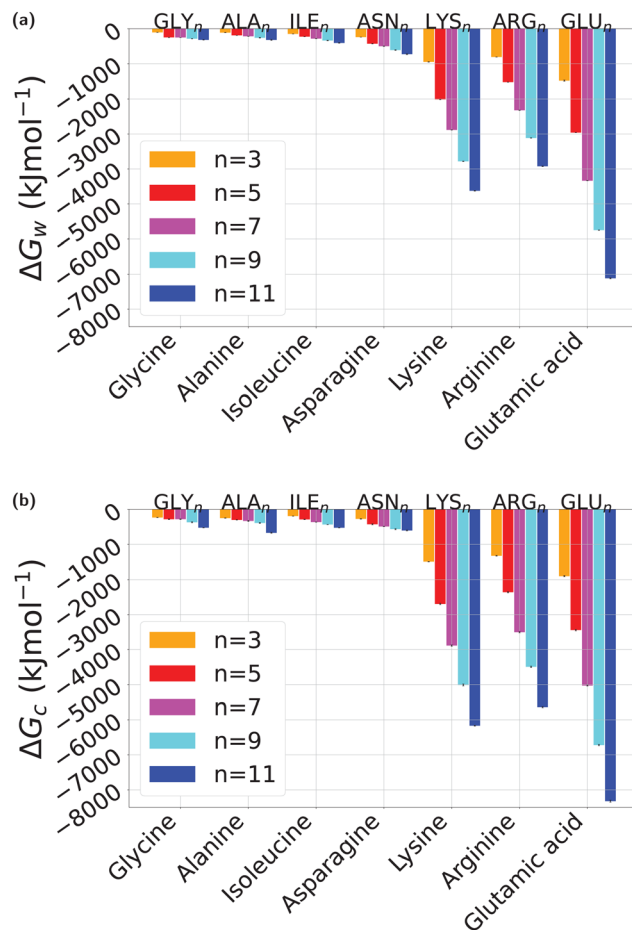 (a)
GLYₙ ALAₙ ILEₙ ASNₙ LYSₙ ARGₙ GLUₙ
0
−1000
−2000
−3000
−4000
−5000
−6000
−7000
−8000
ΔG_w (kJmol⁻¹)
n=3
n=5
n=7
n=9
n=11
Glycine
Alanine
Isoleucine
Asparagine
Lysine
Arginine
Glutamic acid
(b)
GLYₙ ALAₙ ILEₙ ASNₙ LYSₙ ARGₙ GLUₙ
0
−1000
−2000
−3000
−4000
−5000
−6000
−7000
−8000
ΔG_c (kJmol⁻¹)
n=3
n=5
n=7
n=9
n=11
Glycine
Alanine
Isoleucine
Asparagine
Lysine
Arginine
Glutamic acid